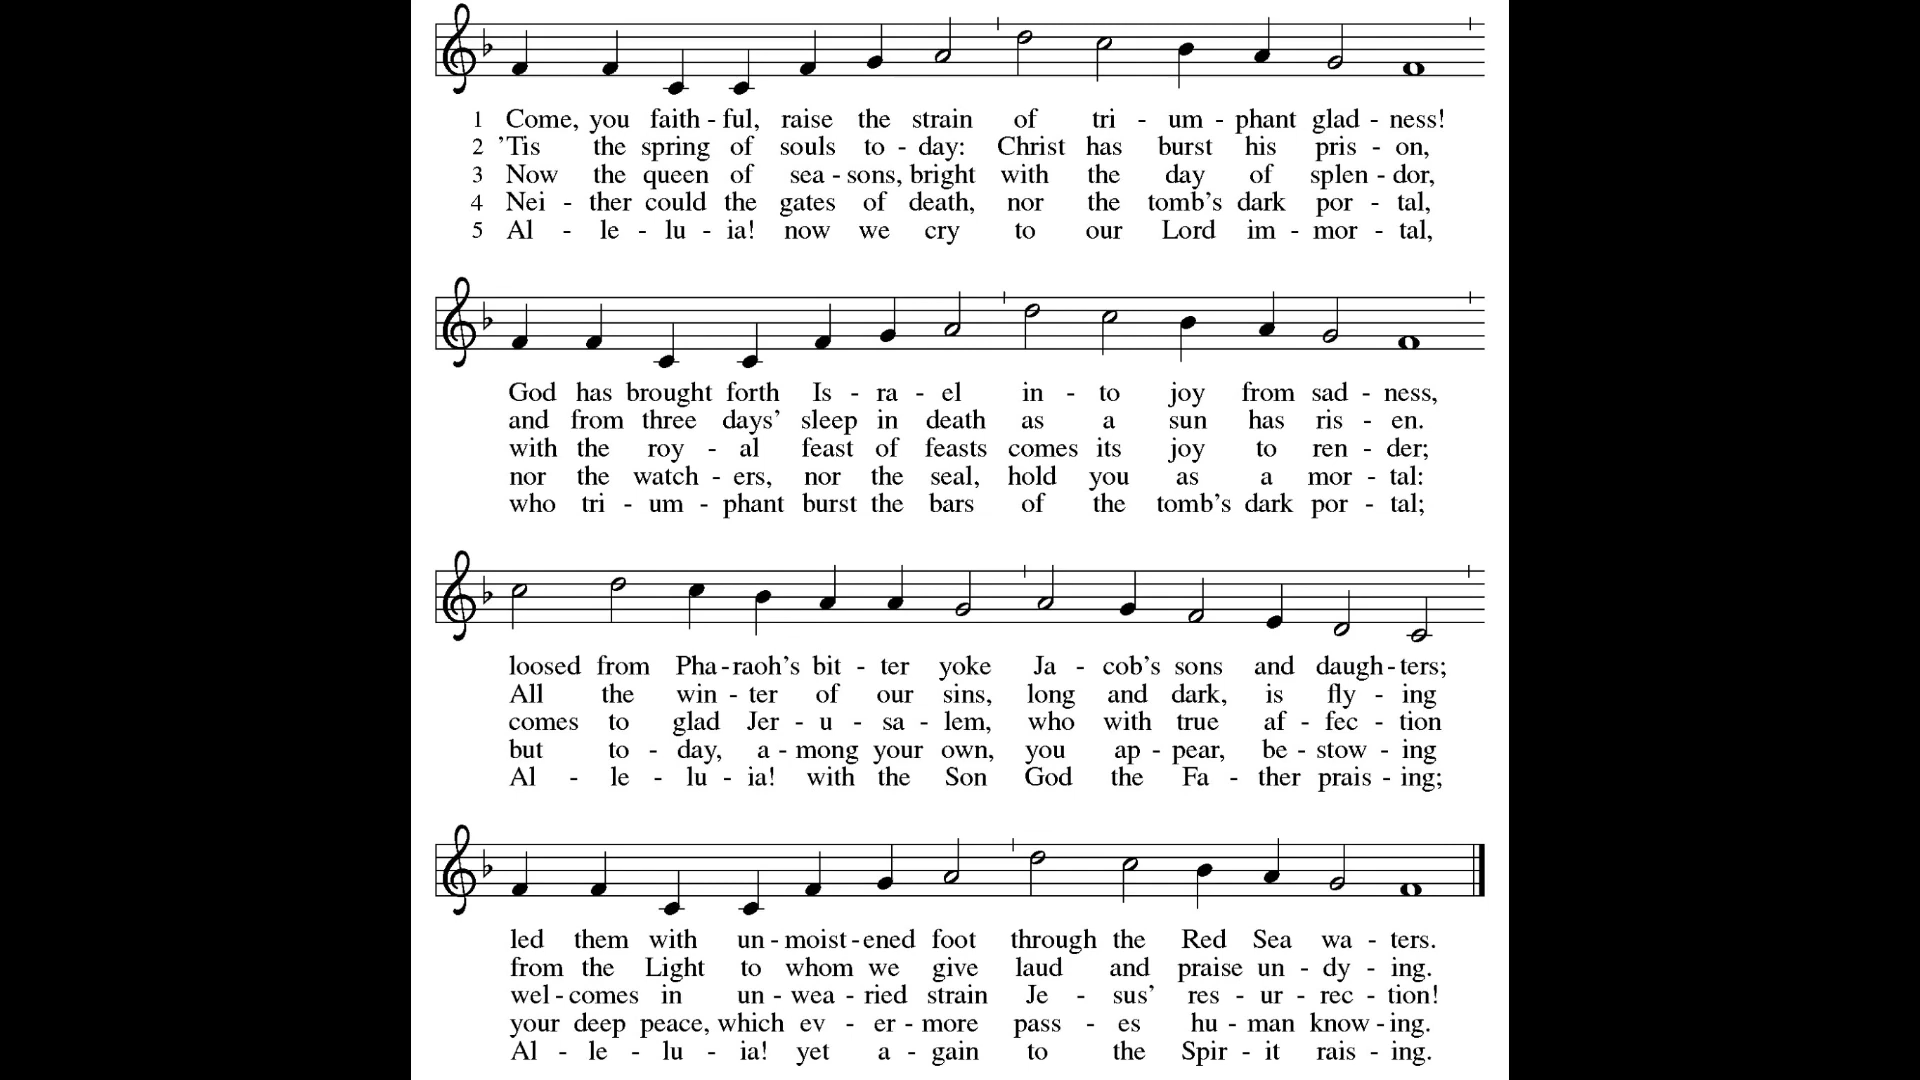 1 Come, you faith - ful, raise the strain of tri - um - phant glad - ness!
2 ’Tis the spring of souls to - day: Christ has burst his pris - on,
3 Now the queen of sea - sons, bright with the day of splen - dor,
4 Nei - ther could the gates of death, nor the tomb’s dark por - tal,
5 Al - le - lu - ia! now we cry to our Lord im - mor - tal,
God has brought forth Is - ra - el in - to joy from sad - ness,
and from three days’ sleep in death as a sun has ris - en.
with the roy - al feast of feasts comes its joy to ren - der;
nor the watch - ers, nor the seal, hold you as a mor - tal:
who tri - um - phant burst the bars of the tomb’s dark por - tal;
loosed from Pha - raoh’s bit - ter yoke Ja - cob’s sons and daugh - ters;
All the win - ter of our sins, long and dark, is fly - ing
comes to glad Jer - u - sa - lem, who with true af - fec - tion
but to - day, a - mong your own, you ap - pear, be - stow - ing
Al - le - lu - ia! with the Son God the Fa - ther prais - ing;
led them with un - moist - ened foot through the Red Sea wa - ters.
from the Light to whom we give laud and praise un - dy - ing.
wel - comes in un - wea - ried strain Je - sus’ res - ur - rec - tion!
your deep peace, which ev - er - more pass - es hu - man know - ing.
Al - le - lu - ia! yet a - gain to the Spir - it rais - ing.